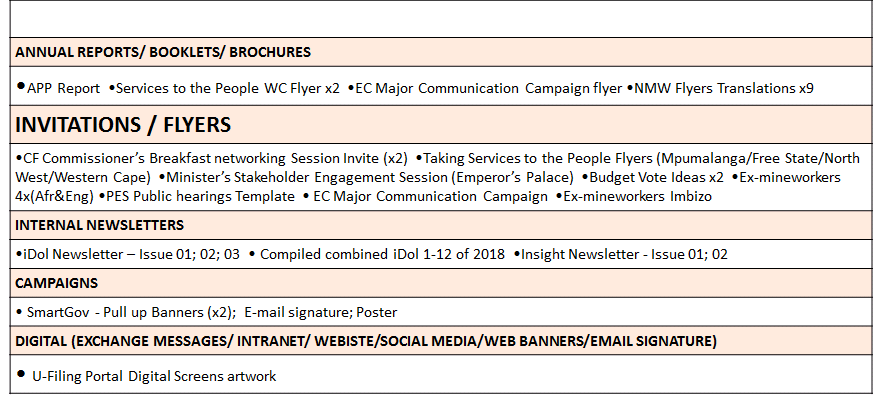 ANNUAL REPORTS/ BOOKLETS/ BROCHURES
•APP Report •Services to the People WC Flyer x2 •EC Major Communication Campaign flyer •NMW Flyers Translations x9
INVITATIONS / FLYERS
•CF Commissioner’s Breakfast networking Session Invite (x2) •Taking Services to the People Flyers (Mpumalanga/Free State/North
West/Western Cape) •Minister’s Stakeholder Engagement Session (Emperor’s Palace) •Budget Vote Ideas x2 •Ex-mineworkers
4x(Afr&Eng) •PES Public hearings Template • EC Major Communication Campaign •Ex-mineworkers Imbizo
INTERNAL NEWSLETTERS
•iDol Newsletter – Issue 01; 02; 03 • Compiled combined iDol 1-12 of 2018 •Insight Newsletter - Issue 01; 02
CAMPAIGNS
• SmartGov - Pull up Banners (x2); E-mail signature; Poster
DIGITAL (EXCHANGE MESSAGES/ INTRANET/ WEBISTE/SOCIAL MEDIA/WEB BANNERS/EMAIL SIGNATURE)
• U-Filing Portal Digital Screens artwork